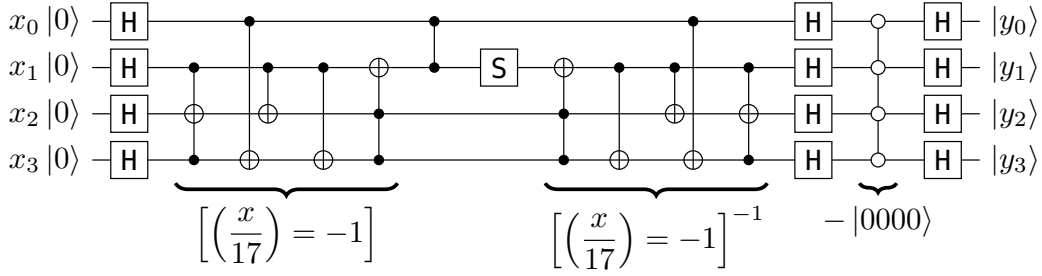 x₀ |0⟩ H H H |y₀⟩
x₁ |0⟩ H S H H |y₁⟩
x₂ |0⟩ H H H |y₂⟩
x₃ |0⟩ H H H |y₃⟩
[(x/17) = −1] [(x/17) = −1]⁻¹ − |0000⟩